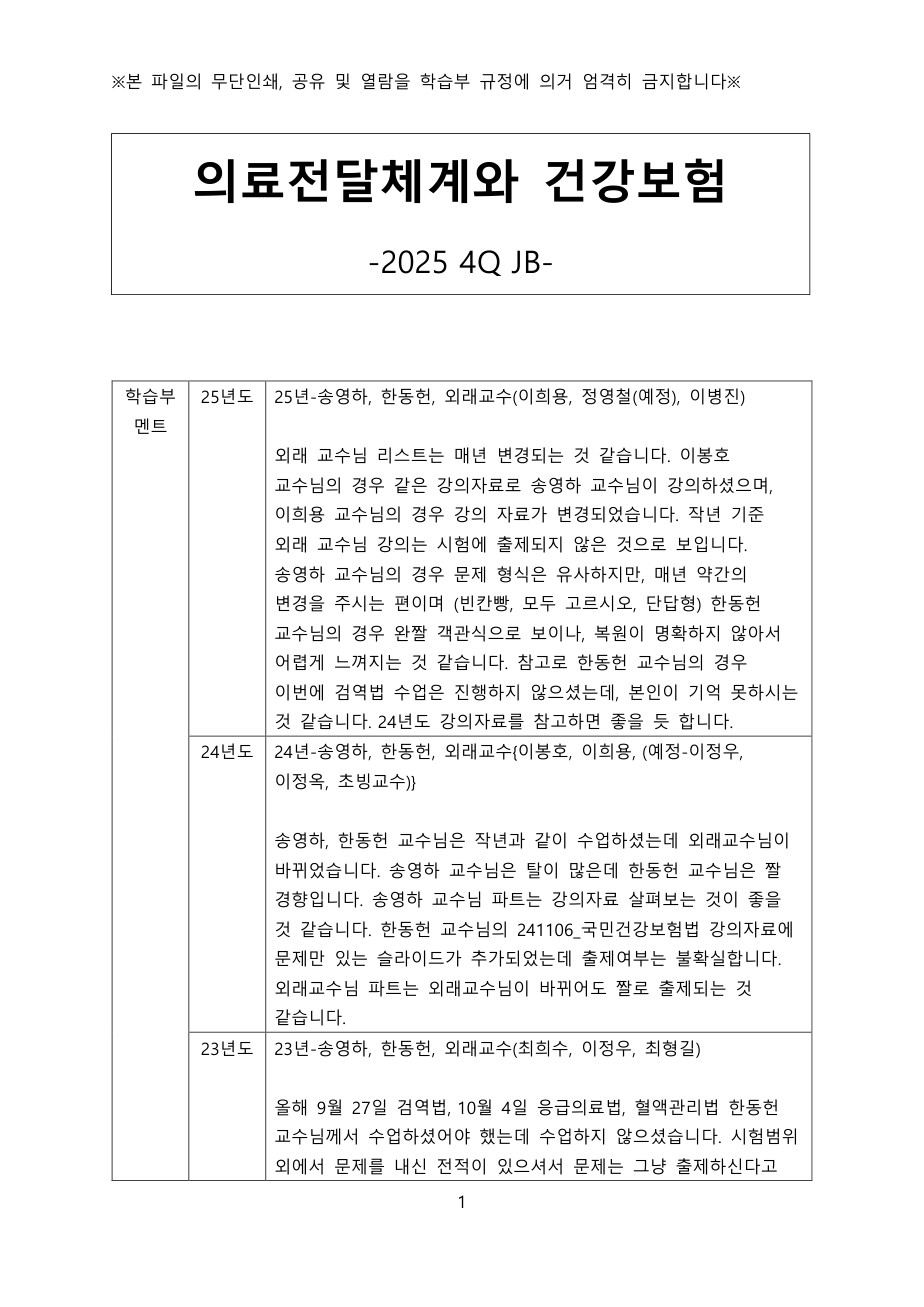 ※본 파일의 무단인쇄, 공유 및 열람을 학습부 규정에 의거 엄격히 금지합니다※
의료전달체계와 건강보험
-2025 4Q JB-
학습부
멘트
25년도
25년-송영하, 한동헌, 외래교수(이희용, 정영철(예정), 이병진)
외래 교수님 리스트는 매년 변경되는 것 같습니다. 이봉호
교수님의 경우 같은 강의자료로 송영하 교수님이 강의하셨으며,
이희용 교수님의 경우 강의 자료가 변경되었습니다. 작년 기준
외래 교수님 강의는 시험에 출제되지 않은 것으로 보입니다.
송영하 교수님의 경우 문제 형식은 유사하지만, 매년 약간의
변경을 주시는 편이며 (빈칸빵, 모두 고르시오, 단답형) 한동헌
교수님의 경우 완짤 객관식으로 보이나, 복원이 명확하지 않아서
어렵게 느껴지는 것 같습니다. 참고로 한동헌 교수님의 경우
이번에 검역법 수업은 진행하지 않으셨는데, 본인이 기억 못하시는
것 같습니다. 24년도 강의자료를 참고하면 좋을 듯 합니다.
24년도
24년-송영하, 한동헌, 외래교수{이봉호, 이희용, (예정-이정우,
이정옥, 초빙교수)}
송영하, 한동헌 교수님은 작년과 같이 수업하셨는데 외래교수님이
바뀌었습니다. 송영하 교수님은 탈이 많은데 한동헌 교수님은 짤
경향입니다. 송영하 교수님 파트는 강의자료 살펴보는 것이 좋을
것 같습니다. 한동헌 교수님의 241106_국민건강보험법 강의자료에
문제만 있는 슬라이드가 추가되었는데 출제여부는 불확실합니다.
외래교수님 파트는 외래교수님이 바뀌어도 짤로 출제되는 것
같습니다.
23년도
23년-송영하, 한동헌, 외래교수(최희수, 이정우, 최형길)
올해 9월 27일 검역법, 10월 4일 응급의료법, 혈액관리법 한동헌
교수님께서 수업하셨어야 했는데 수업하지 않으셨습니다. 시험범위
외에서 문제를 내신 전적이 있으셔서 문제는 그냥 출제하신다고
1